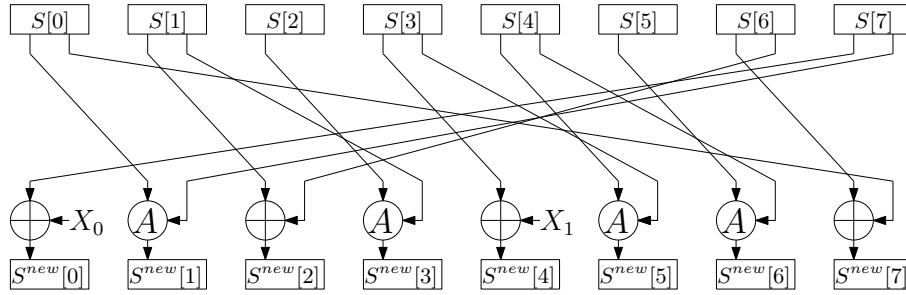 S[0] S[1] S[2] S[3] S[4] S[5] S[6] S[7]
X₀ A A X₁ A A
S^{new}[0] S^{new}[1] S^{new}[2] S^{new}[3] S^{new}[4] S^{new}[5] S^{new}[6] S^{new}[7]